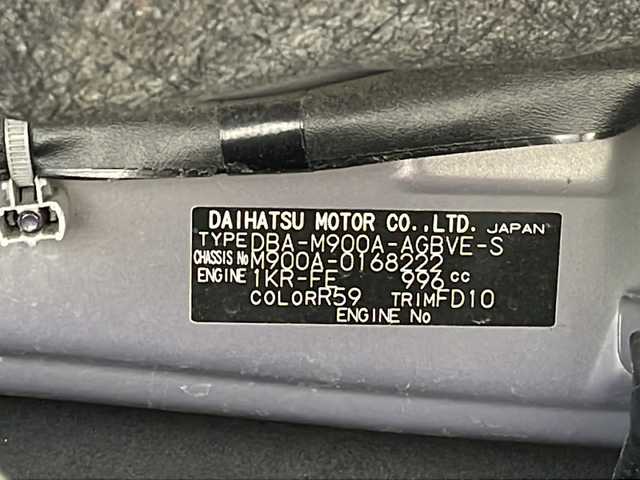 DAIHATSU MOTOR CO.,LTD. JAPAN
TYPE DBA-M900A-AGBVE-S
CHASSIS No M900A-0168222
ENGINE 1KR-FE 996 cc
COLOR R59 TRIM FD10
ENGINE No